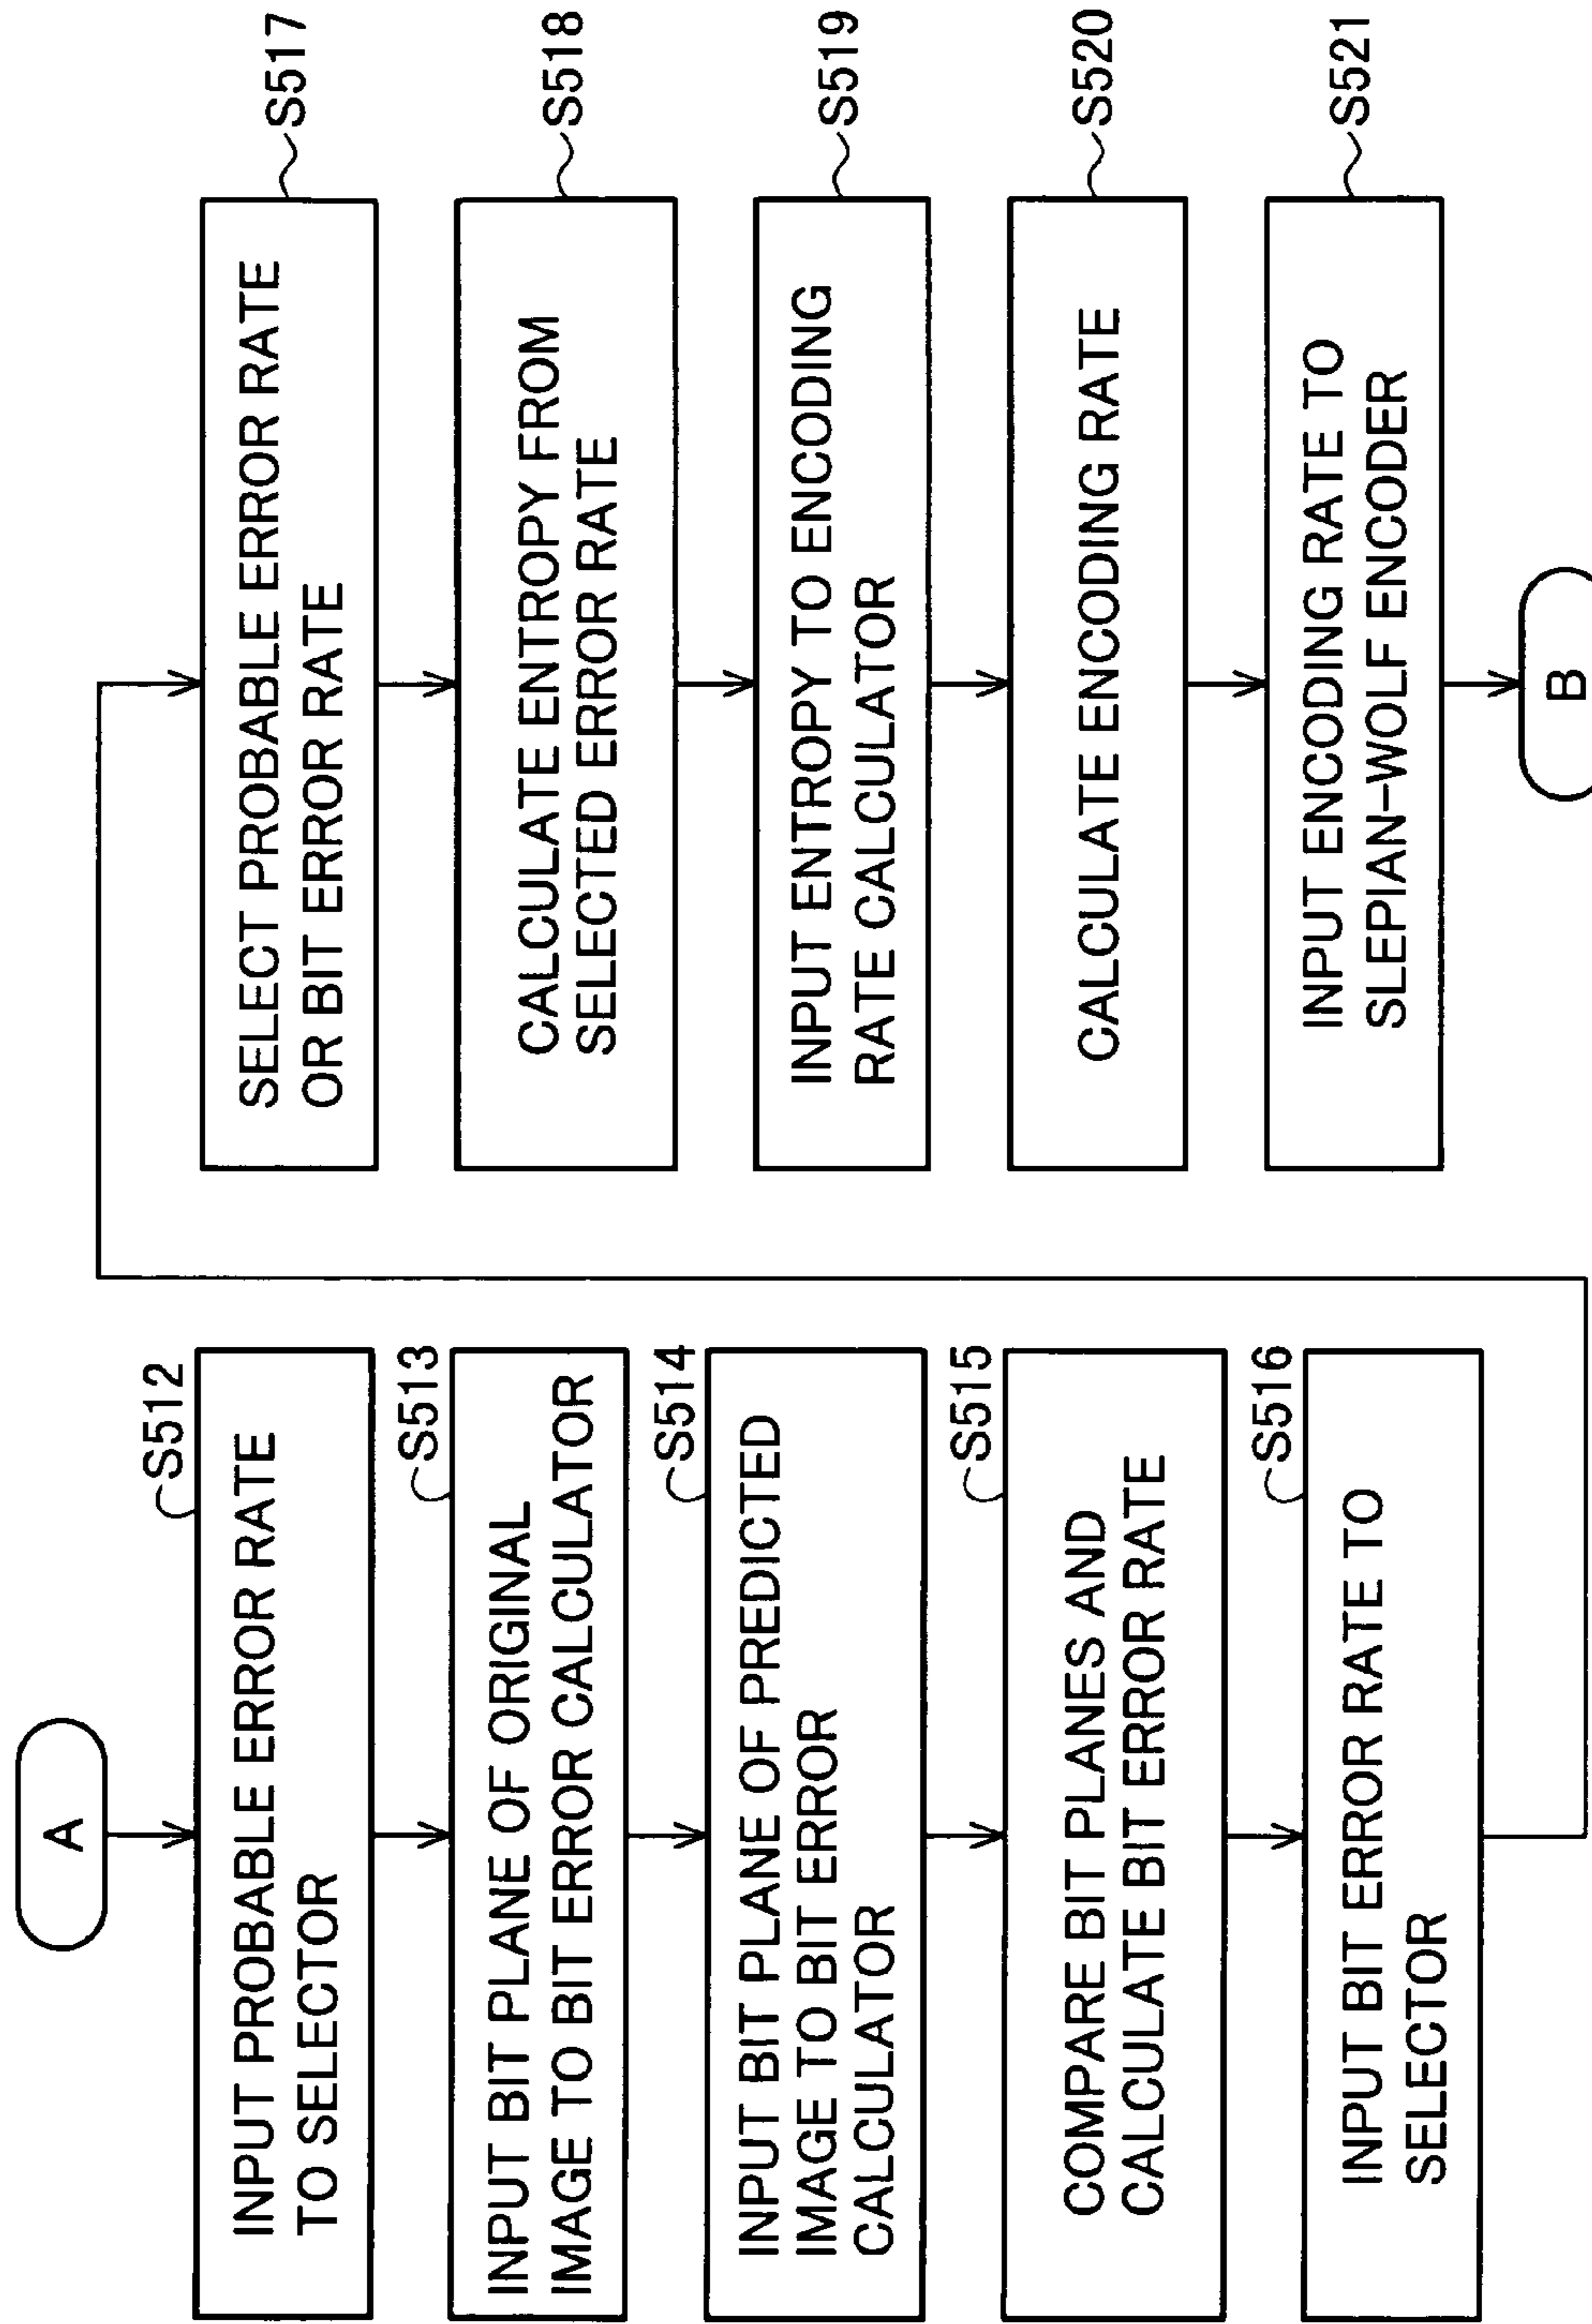 A
S512
INPUT PROBABLE ERROR RATE
TO SELECTOR
S513
INPUT BIT PLANE OF ORIGINAL
IMAGE TO BIT ERROR CALCULATOR
S514
INPUT BIT PLANE OF PREDICTED
IMAGE TO BIT ERROR
CALCULATOR
S515
COMPARE BIT PLANES AND
CALCULATE BIT ERROR RATE
S516
INPUT BIT ERROR RATE TO
SELECTOR
S517
SELECT PROBABLE ERROR RATE
OR BIT ERROR RATE
S518
CALCULATE ENTROPY FROM
SELECTED ERROR RATE
S519
INPUT ENTROPY TO ENCODING
RATE CALCULATOR
S520
CALCULATE ENCODING RATE
S521
INPUT ENCODING RATE TO
SLEPIAN-WOLF ENCODER
B